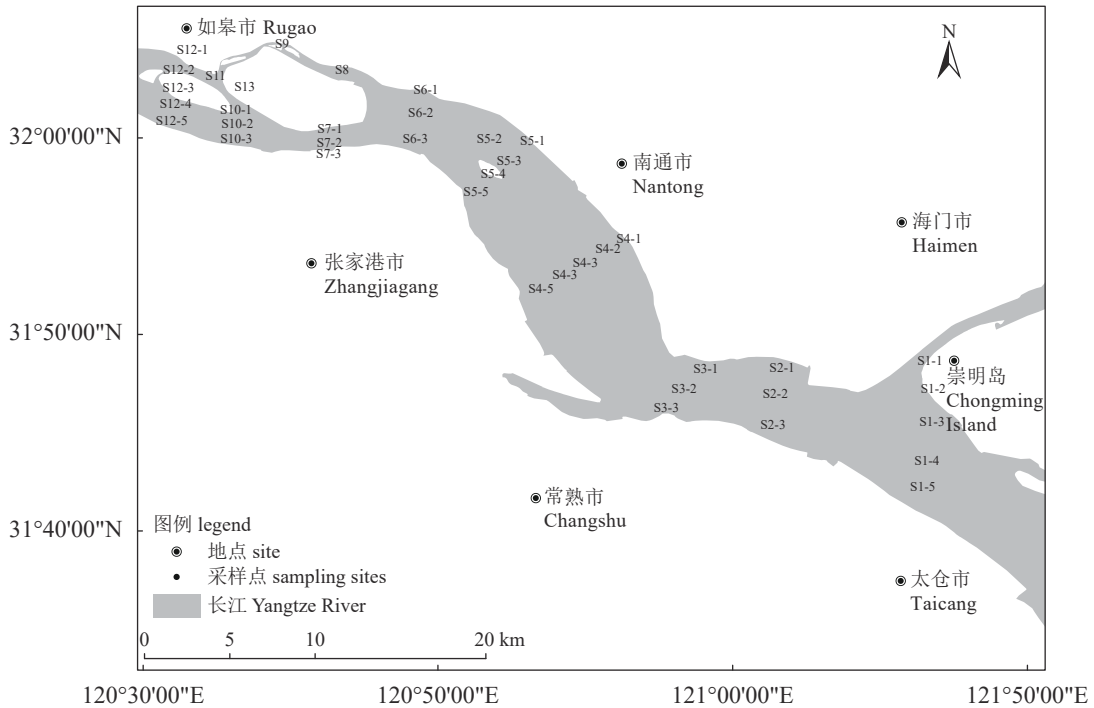 如皋市 Rugao
N
S9
S12-1
S8
S12-2
S11
S13
S12-3
S6-1
S12-4
S10-1
S6-2
S12-5
S10-2
S7-1
32°00'00"N
S10-3
S7-2
S6-3
S5-2
S5-1
S7-3
S5-3
南通市
Nantong
S5-4
S5-5
海门市
Haimen
S4-1
S4-2
张家港市
Zhangjiagang
S4-3
S4-3
S4-5
31°50'00"N
S1-1
S3-1
S2-1
崇明岛
Chongming
Island
S1-2
S3-2
S2-2
S3-3
S2-3
S1-3
S1-4
S1-5
常熟市
Changshu
31°40'00"N
图例 legend
地点 site
采样点 sampling sites
长江 Yangtze River
太仓市
Taicang
0 5 10 20 km
120°30'00"E 120°50'00"E 121°00'00"E 121°50'00"E